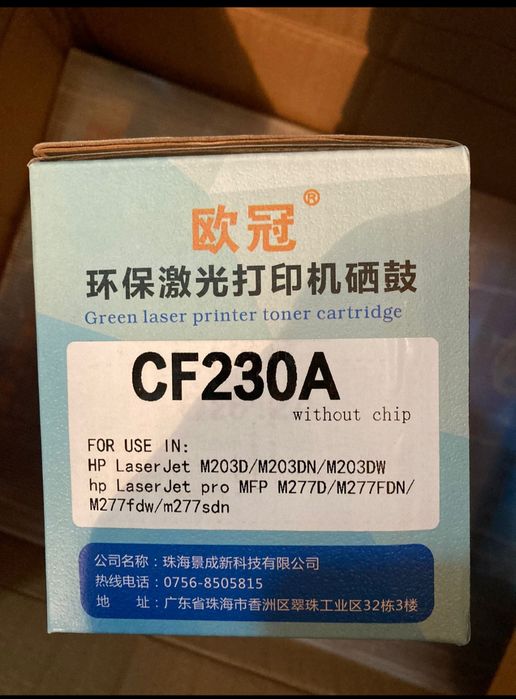 欧冠®
环保激光打印机硒鼓
Green laser printer toner cartridge
CF230A
without chip
FOR USE IN:
HP LaserJet M203D/M203DN/M203DW
hp LaserJet pro MFP M277D/M277FDN/
M277fdw/m277sdn
公司名称：珠海景成新科技有限公司
热线电话：0756-8505815
地　　址：广东省珠海市香洲区翠珠工业区32栋3楼